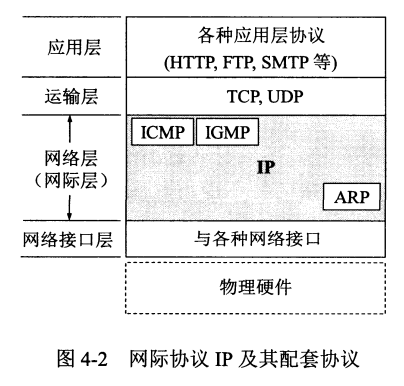 应用层
各种应用层协议
(HTTP, FTP, SMTP 等)
运输层
TCP, UDP
ICMP
IGMP
网络层
（网际层）
IP
ARP
网络接口层
与各种网络接口
物理硬件
图 4-2 网际协议 IP 及其配套协议